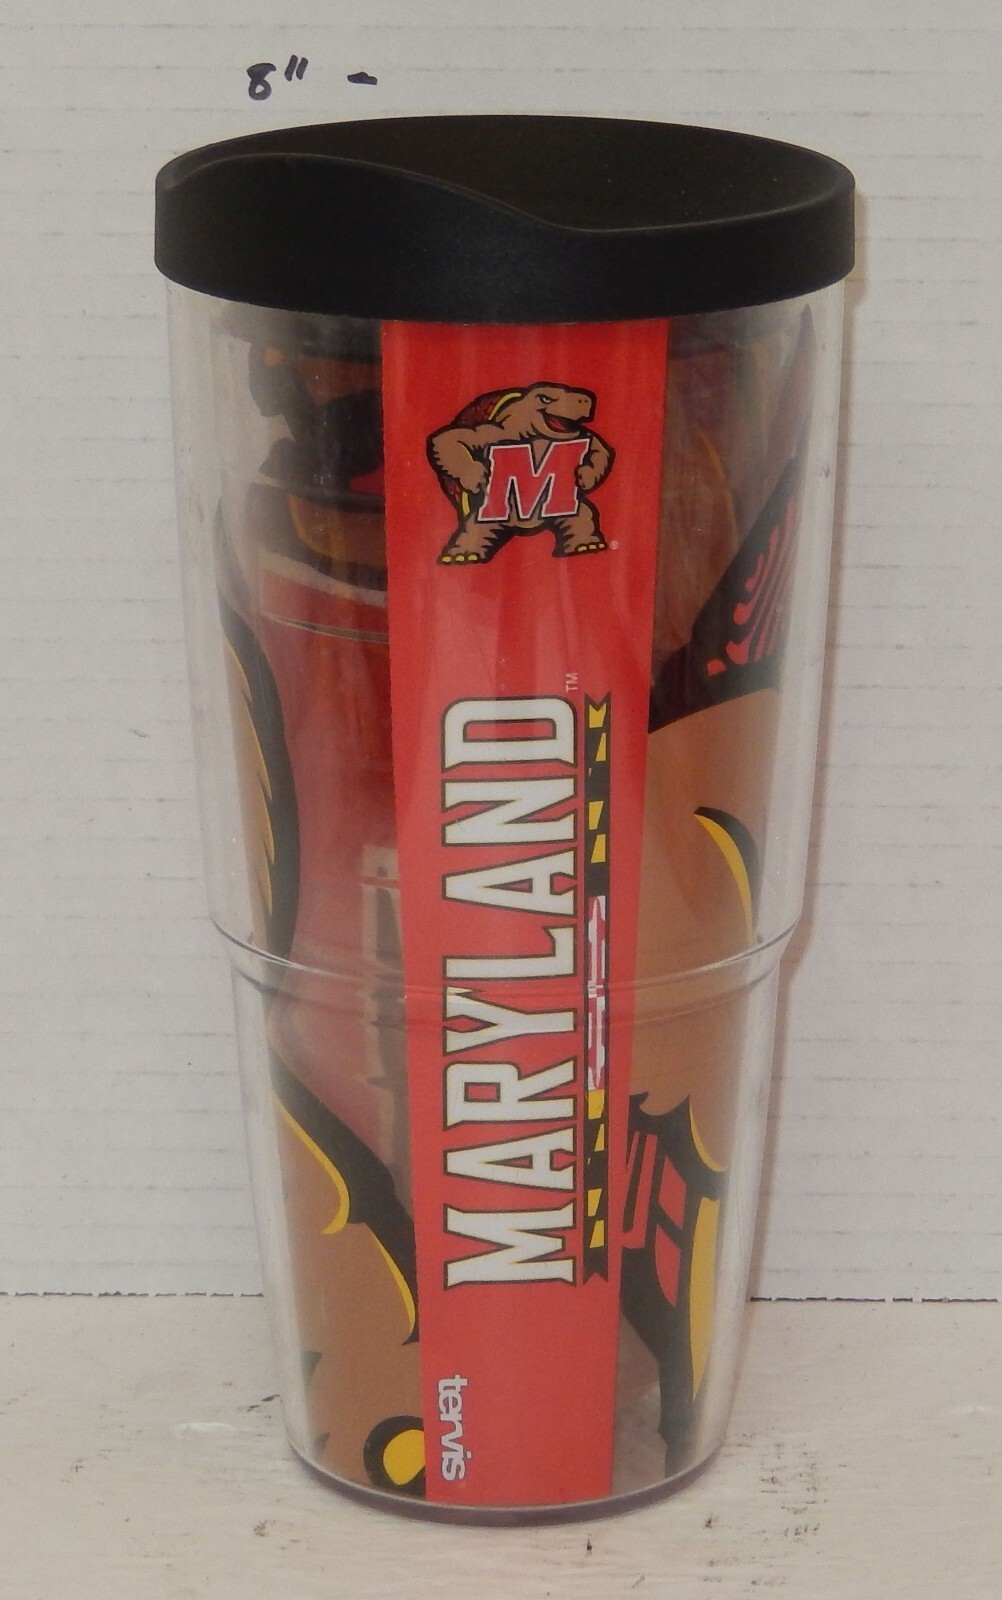 8" -
M
MARYLAND™
tervis